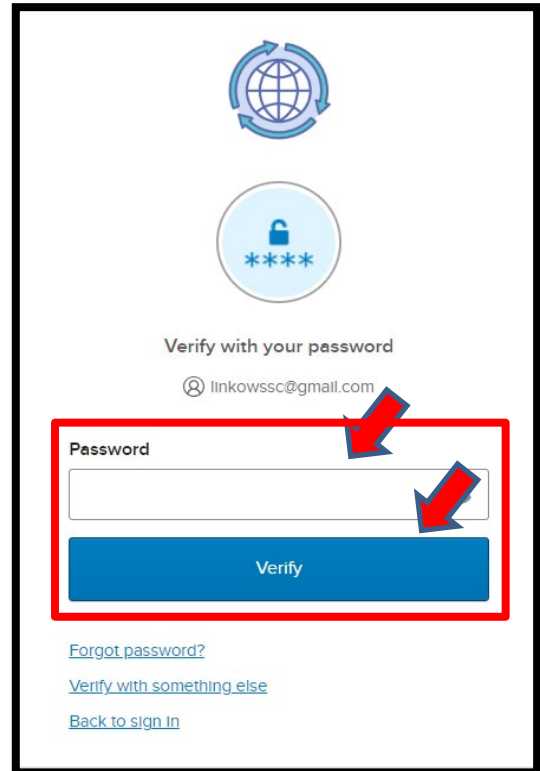 ****
Verify with your password
linkowssc@gmail.com
Password
Verify
Forgot password?
Verify with something else
Back to sign in